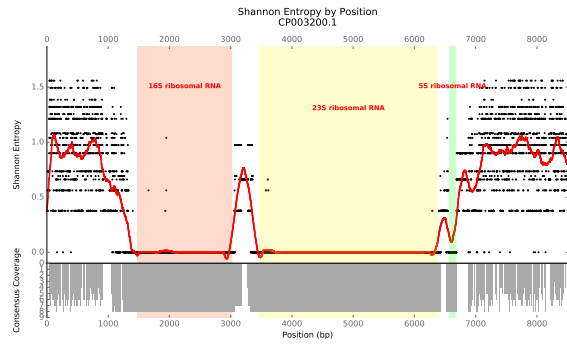 Shannon Entropy by Position
CP003200.1
0 1000 2000 3000 4000 5000 6000 7000 8000
16S ribosomal RNA
5S ribosomal RNA
23S ribosomal RNA
Shannon Entropy
1.5
1.0
0.5
0.0
Consensus Coverage
0
9
0 1000 2000 3000 4000 5000 6000 7000 8000
Position (bp)